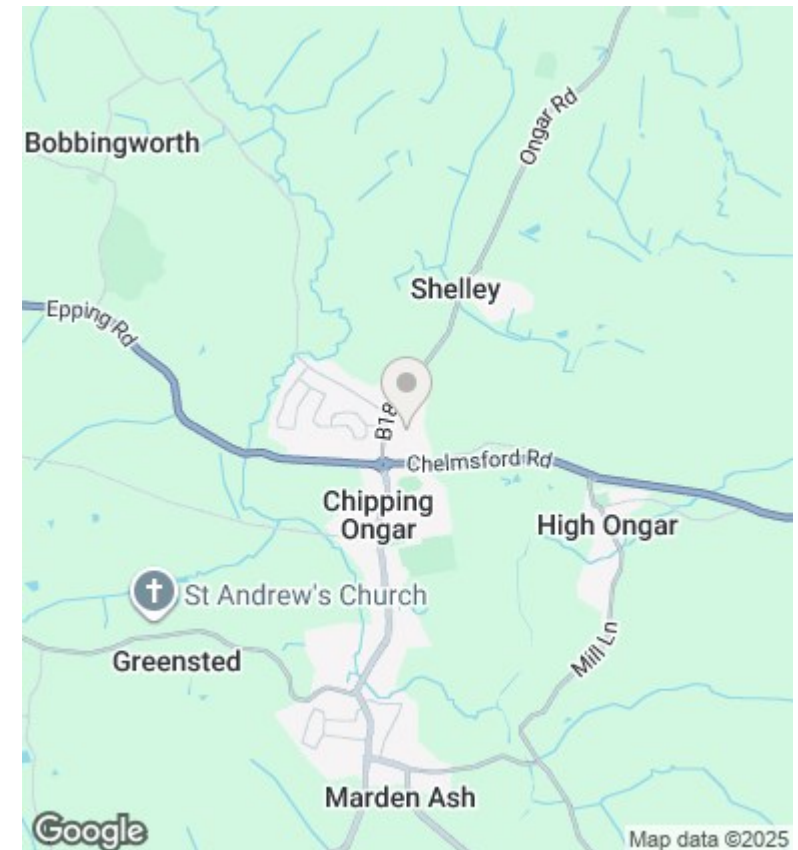 Ongar Rd
Bobbingworth
Shelley
Epping Rd
B18
Chelmsford Rd
Chipping
Ongar
High Ongar
St Andrew's Church
Mill Ln
Greensted
Marden Ash
Google
Map data ©2025